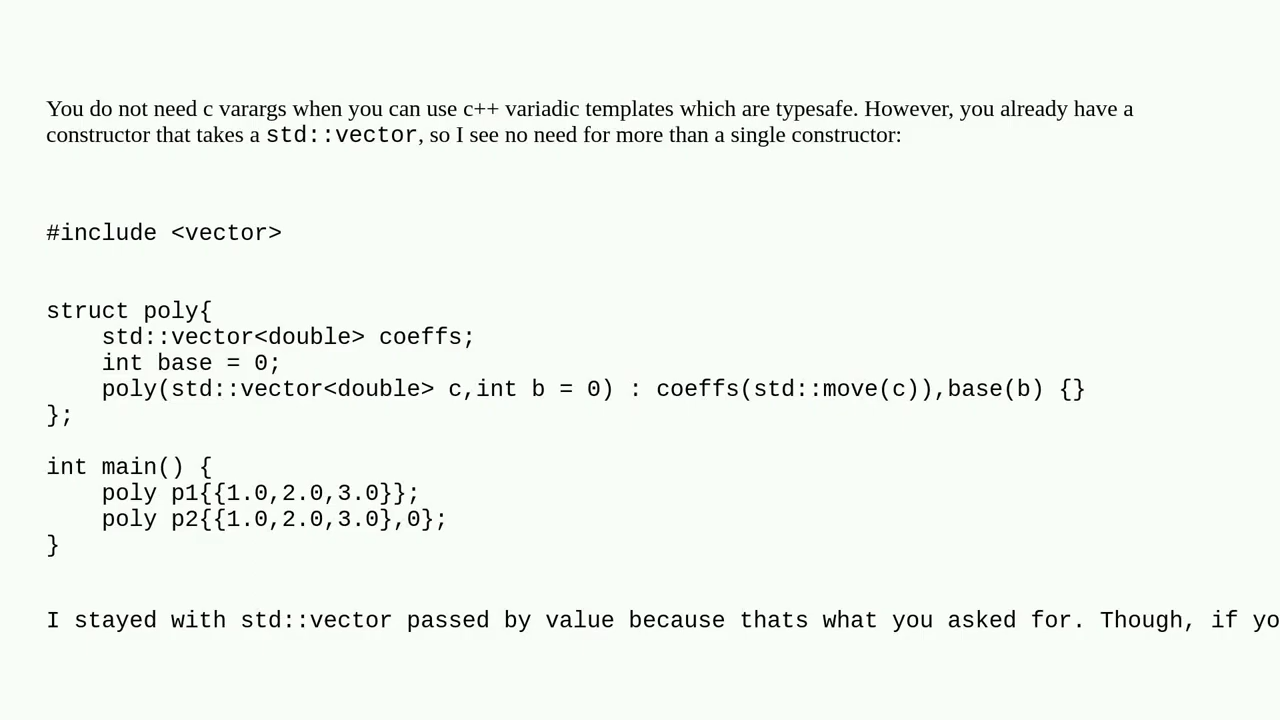 You do not need c varargs when you can use c++ variadic templates which are typesafe. However, you already have a
constructor that takes a std::vector, so I see no need for more than a single constructor:
#include <vector>
struct poly{
    std::vector<double> coeffs;
    int base = 0;
    poly(std::vector<double> c,int b = 0) : coeffs(std::move(c)),base(b) {}
};
int main() {
    poly p1{{1.0,2.0,3.0}};
    poly p2{{1.0,2.0,3.0},0};
}
I stayed with std::vector passed by value because thats what you asked for. Though, if yo